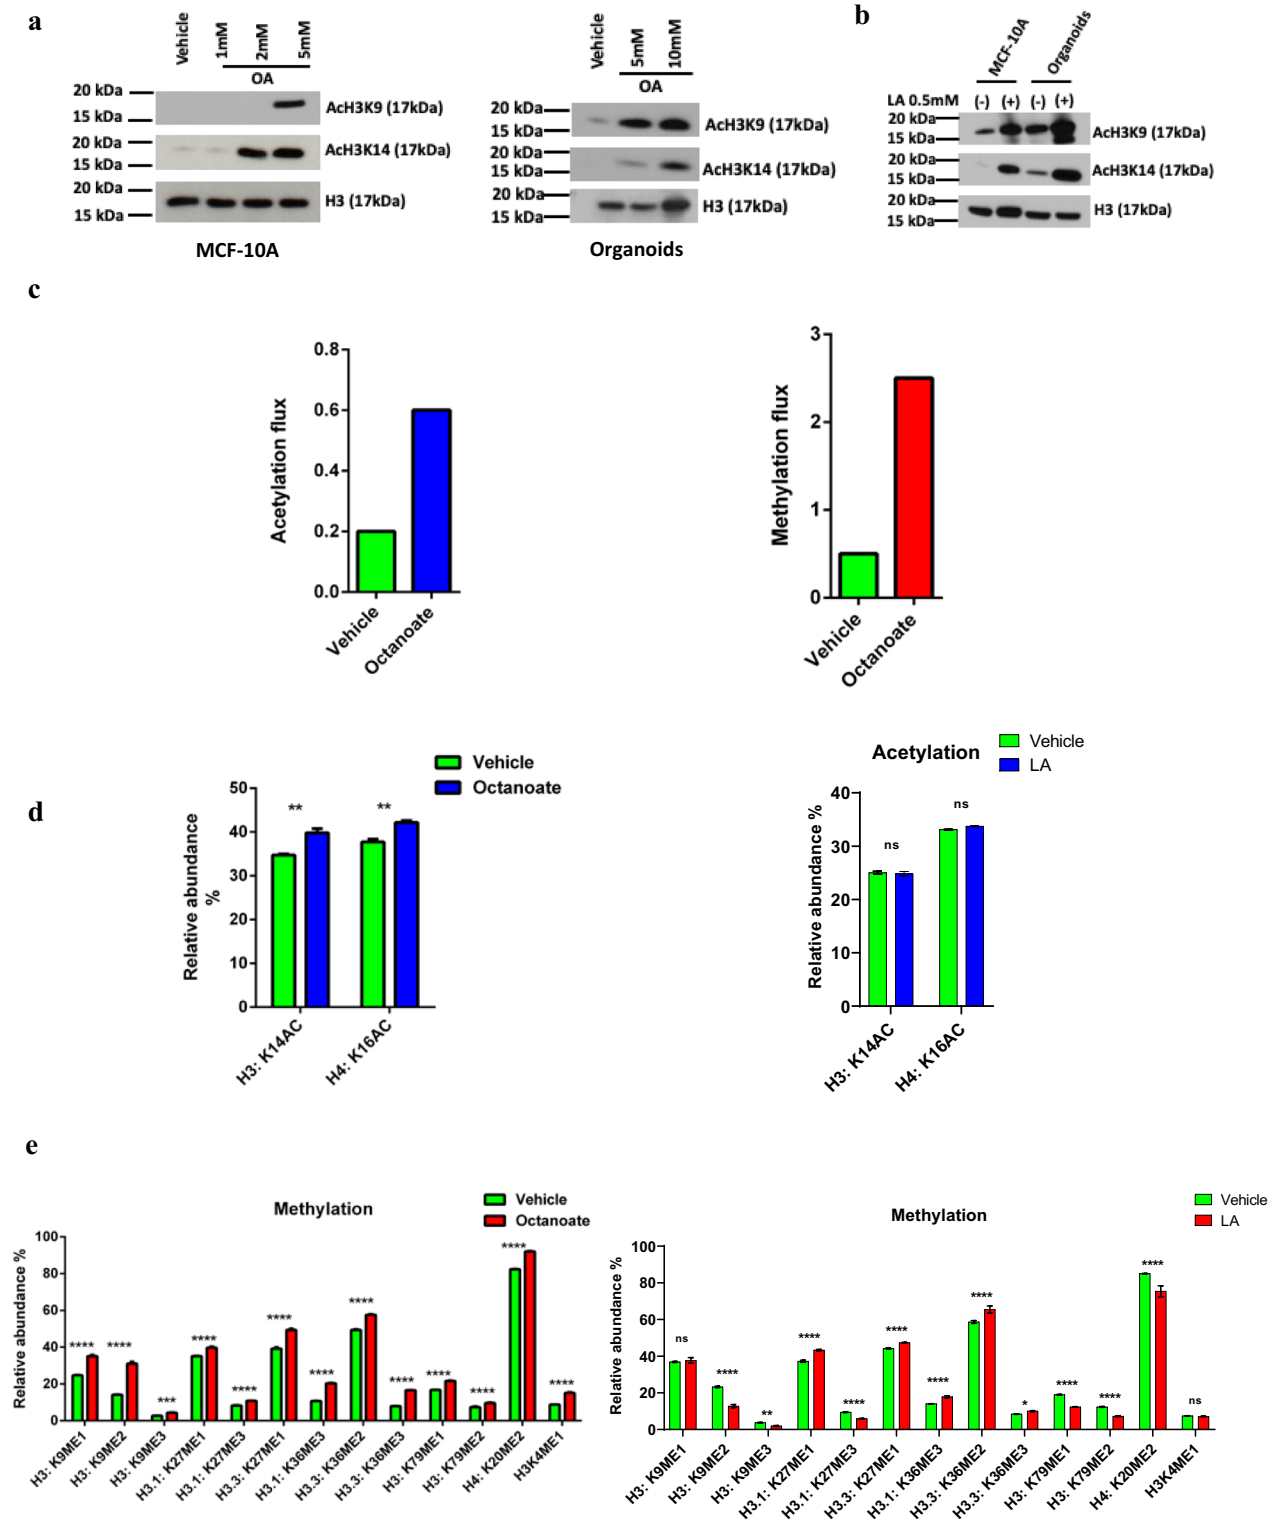 a
Vehicle
1mM
2mM
5mM
OA
20 kDa
15 kDa
AcH3K9 (17kDa)
20 kDa
15 kDa
AcH3K14 (17kDa)
20 kDa
15 kDa
H3 (17kDa)
MCF-10A
Vehicle
5mM
10mM
OA
20 kDa
15 kDa
AcH3K9 (17kDa)
20 kDa
15 kDa
AcH3K14 (17kDa)
20 kDa
15 kDa
H3 (17kDa)
Organoids
b
MCF-10A
Organoids
LA 0.5mM (-) (+) (-) (+)
20 kDa
15 kDa
AcH3K9 (17kDa)
20 kDa
15 kDa
AcH3K14 (17kDa)
20 kDa
15 kDa
H3 (17kDa)
c
Acetylation flux
0.8
0.6
0.4
0.2
0.0
Vehicle
Octanoate
Methylation flux
3
2
1
0
Vehicle
Octanoate
d
Vehicle
Octanoate
Relative abundance
%
50
40
30
20
10
0
**
**
H3: K14AC
H4: K16AC
Acetylation
Vehicle
LA
Relative abundance %
40
30
20
10
0
ns
ns
H3: K14AC
H4: K16AC
e
Methylation
Vehicle
Octanoate
Relative abundance %
100
80
60
40
20
0
****
****
***
****
****
****
****
****
****
****
****
****
****
H3: K9ME1
H3: K9ME2
H3: K9ME3
H3.1: K27ME1
H3.1: K27ME3
H3.3: K27ME1
H3.1: K36ME3
H3.3: K36ME2
H3.3: K36ME3
H3: K79ME1
H3: K79ME2
H4: K20ME2
H3K4ME1
Methylation
Vehicle
LA
Relative abundance %
100
80
60
40
20
0
ns
****
**
****
****
****
****
****
*
****
****
****
ns
H3: K9ME1
H3: K9ME2
H3: K9ME3
H3.1: K27ME1
H3.1: K27ME3
H3.3: K27ME1
H3.1: K36ME3
H3.3: K36ME2
H3.3: K36ME3
H3: K79ME1
H3: K79ME2
H4: K20ME2
H3K4ME1